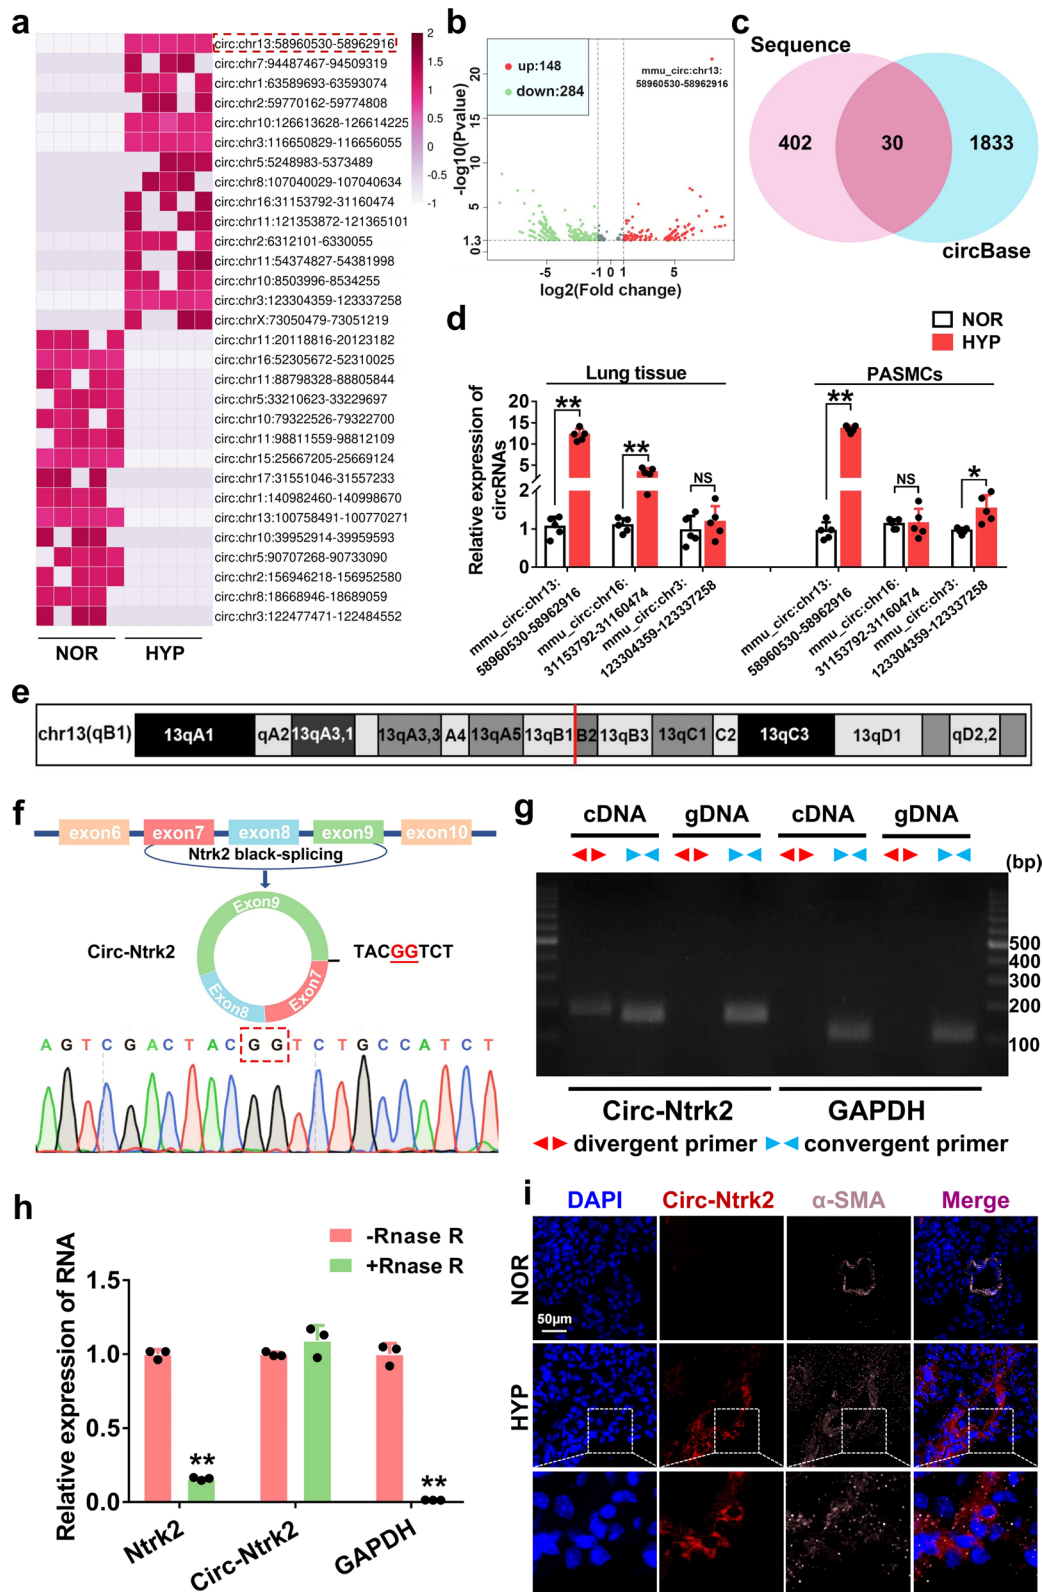 a
circ:chr13:58960530-58962916
circ:chr7:94487467-94509319
circ:chr1:63589693-63593074
circ:chr2:59770162-59774808
circ:chr10:126613628-126614225
circ:chr3:116650829-116656055
circ:chr5:5248983-5373489
circ:chr8:107040029-107040634
circ:chr16:31153792-31160474
circ:chr11:121353872-121365101
circ:chr2:6312101-6330055
circ:chr11:54374827-54381998
circ:chr10:8503996-8534255
circ:chr3:123304359-123337258
circ:chrX:73050479-73051219
circ:chr11:20118816-20123182
circ:chr16:52305672-52310025
circ:chr11:88798328-88805844
circ:chr5:33210623-33229697
circ:chr10:79322526-79322700
circ:chr11:98811559-98812109
circ:chr15:25667205-25669124
circ:chr17:31551046-31557233
circ:chr1:140982460-140998670
circ:chr13:100758491-100770271
circ:chr10:39952914-39959593
circ:chr5:90707268-90733090
circ:chr2:156946218-156952580
circ:chr8:18668946-18689059
circ:chr3:122477471-122484552
NOR HYP
2
1.5
1
0.5
0
-0.5
-1
b
up:148
down:284
mmu_circ:chr13:
58960530-58962916
-log10(Pvalue)
20
15
10
5
1.3
0
-5 -1 0 1 5
log2(Fold change)
c
Sequence
402 30 1833
circBase
d
NOR
HYP
Lung tissue PASMCs
Relative expression of
circRNAs
20
15
10
5
2
1
0
** ** NS ** NS *
mmu_circ:chr13:
58960530-58962916
mmu_circ:chr16:
31153792-31160474
mmu_circ:chr3:
123304359-123337258
mmu_circ:chr13:
58960530-58962916
mmu_circ:chr16:
31153792-31160474
mmu_circ:chr3:
123304359-123337258
e
chr13(qB1) 13qA1 qA2 13qA3,1 13qA3,3 A4 13qA5 13qB1 B2 13qB3 13qC1 C2 13qC3 13qD1 qD2,2
f
exon6 exon7 exon8 exon9 exon10
Ntrk2 black-splicing
Exon9
Exon8
Exon7
Circ-Ntrk2
TACGGTCT
A G T C G A C T A C G G T C T G C C A T C T
g
cDNA gDNA cDNA gDNA
(bp)
500
400
300
200
100
Circ-Ntrk2 GAPDH
divergent primer convergent primer
h
-Rnase R
+Rnase R
Relative expression of RNA
1.5
1.0
0.5
0.0
** **
Ntrk2 Circ-Ntrk2 GAPDH
i
DAPI Circ-Ntrk2 α-SMA Merge
NOR
50μm
HYP